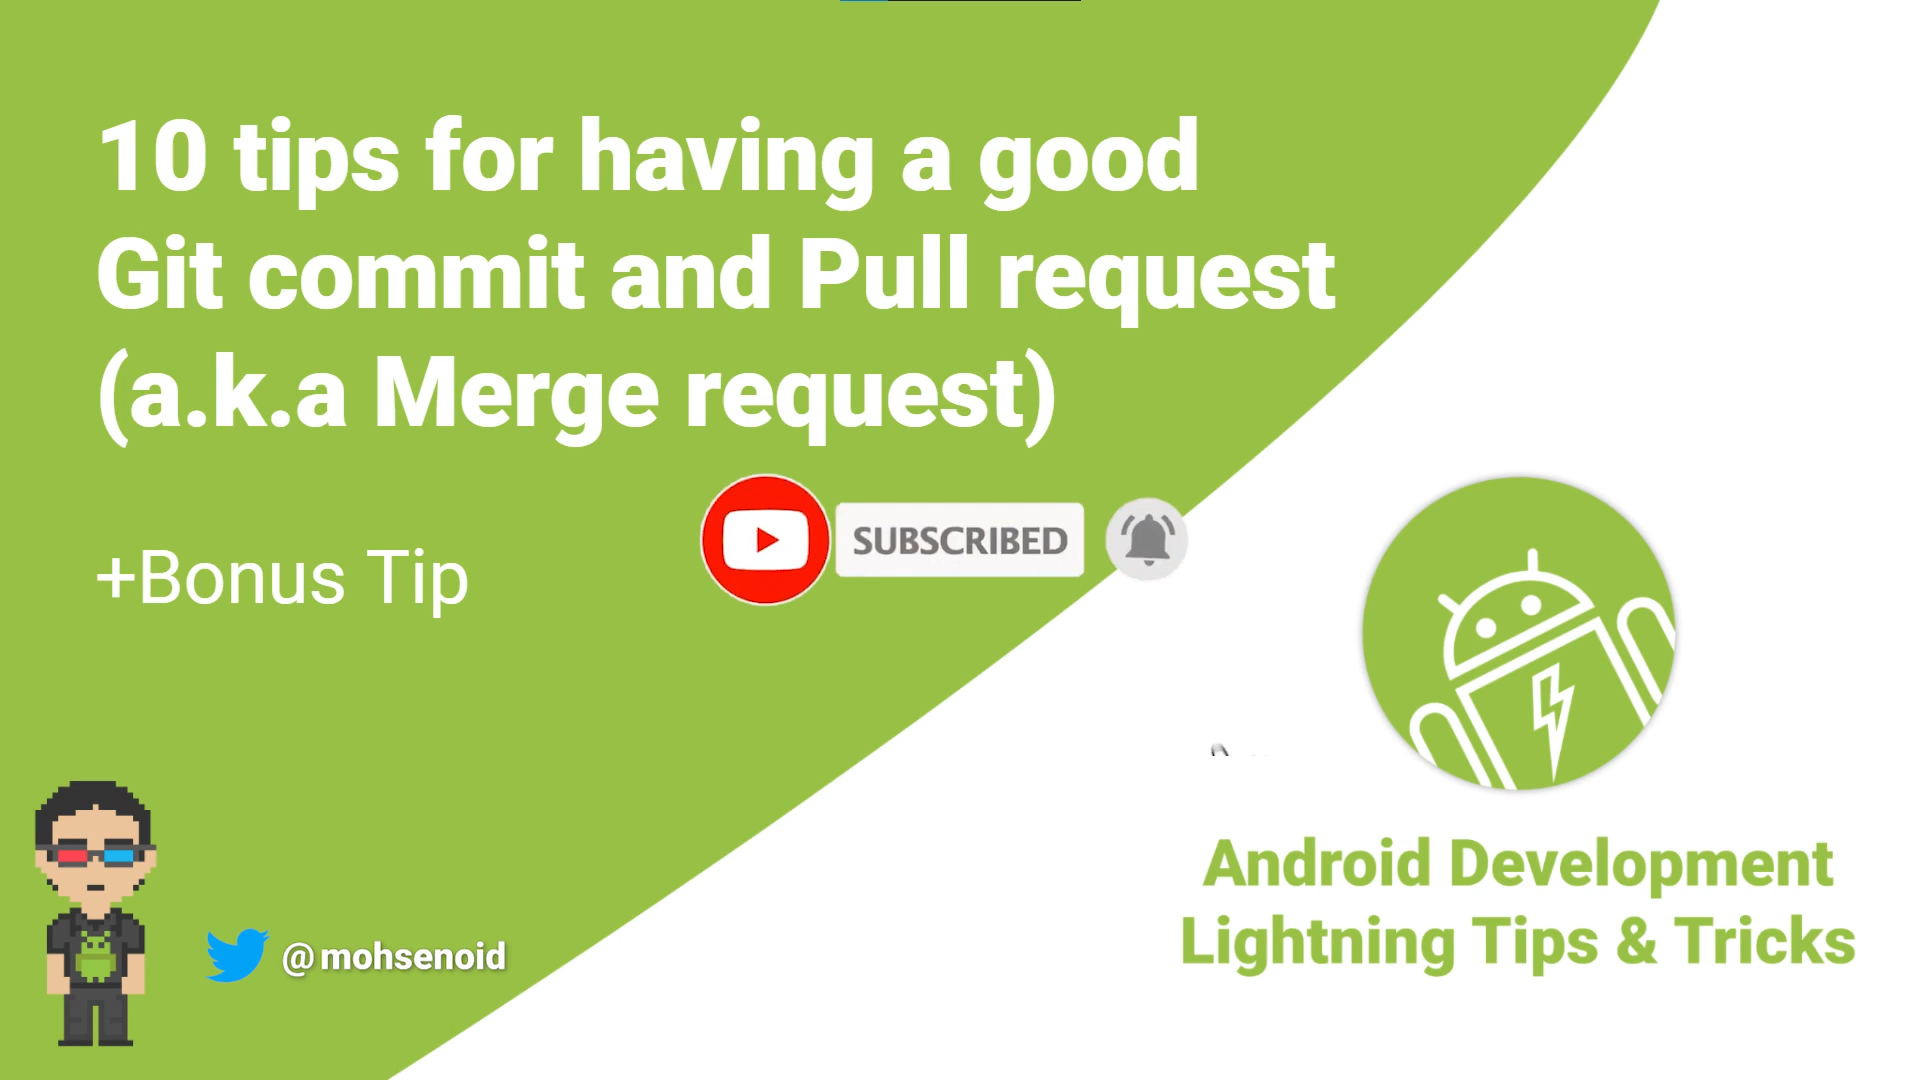 10 tips for having a good
Git commit and Pull request
(a.k.a Merge request)
+Bonus Tip
SUBSCRIBED
@mohsenoid
Android Development
Lightning Tips & Tricks